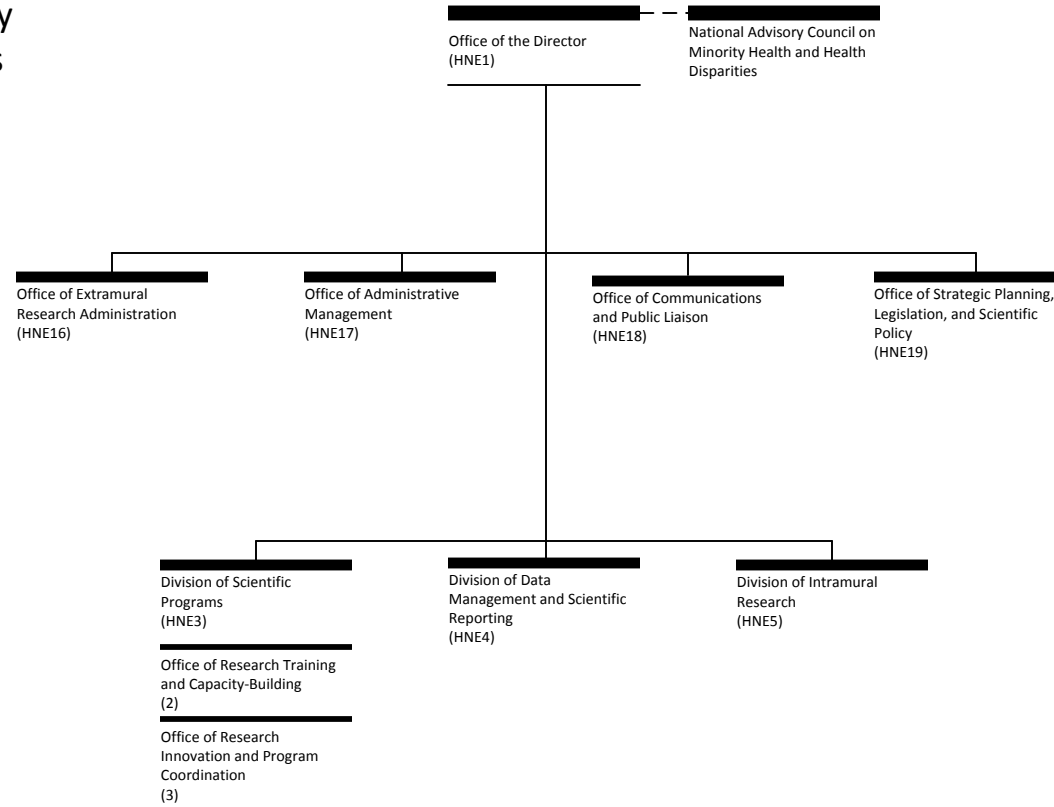 y
s
Office of the Director
(HNE1)
National Advisory Council on
Minority Health and Health
Disparities
Office of Extramural
Research Administration
(HNE16)
Office of Administrative
Management
(HNE17)
Office of Communications
and Public Liaison
(HNE18)
Office of Strategic Planning,
Legislation, and Scientific
Policy
(HNE19)
Division of Scientific
Programs
(HNE3)
Office of Research Training
and Capacity-Building
(2)
Office of Research
Innovation and Program
Coordination
(3)
Division of Data
Management and Scientific
Reporting
(HNE4)
Division of Intramural
Research
(HNE5)